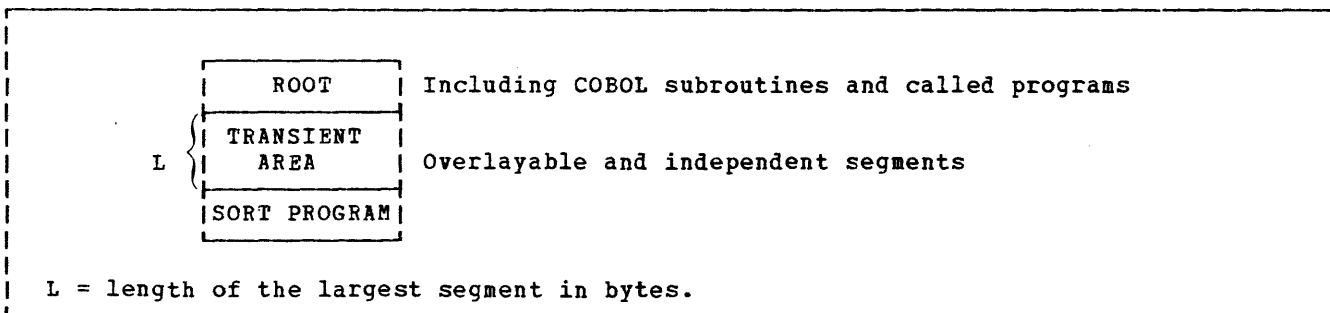 ROOT Including COBOL subroutines and called programs
TRANSIENT
L AREA Overlayable and independent segments
SORT PROGRAM
L = length of the largest segment in bytes.